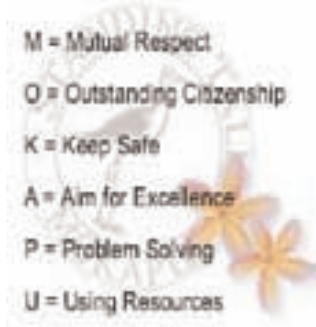 M = Mutual Respect
O = Outstanding Citizenship
K = Keep Safe
A = Aim for Excellence
P = Problem Solving
U = Using Resources